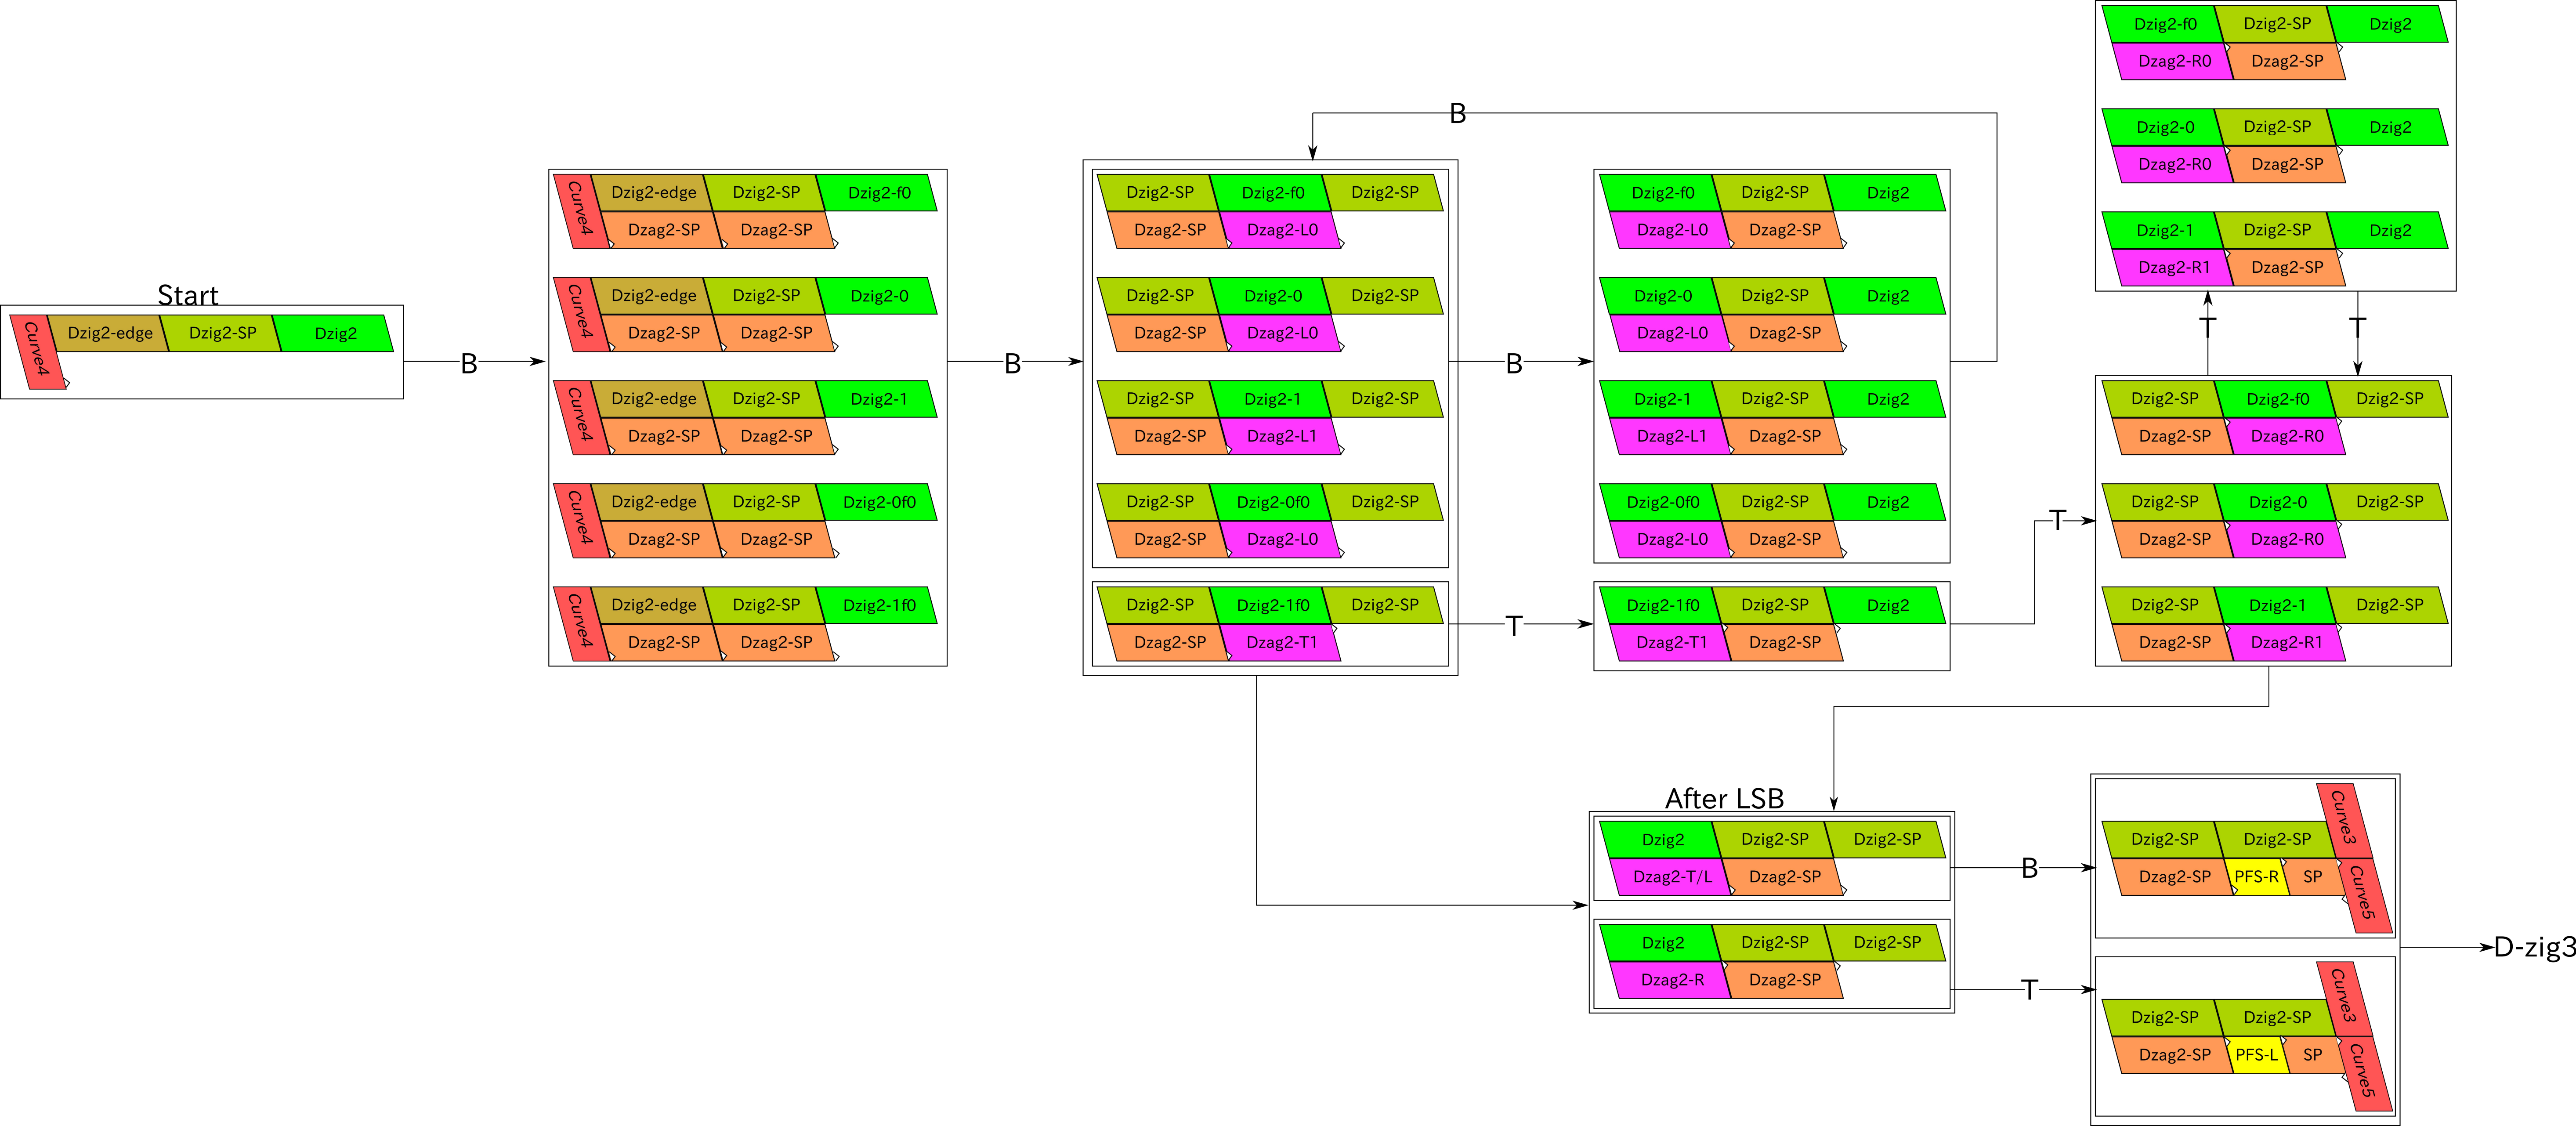 Start
Curve4 Dzig2-edge Dzig2-SP Dzig2
B
Curve4 Dzig2-edge Dzig2-SP Dzig2-f0
Dzag2-SP Dzag2-SP
Curve4 Dzig2-edge Dzig2-SP Dzig2-0
Dzag2-SP Dzag2-SP
Curve4 Dzig2-edge Dzig2-SP Dzig2-1
Dzag2-SP Dzag2-SP
Curve4 Dzig2-edge Dzig2-SP Dzig2-0f0
Dzag2-SP Dzag2-SP
Curve4 Dzig2-edge Dzig2-SP Dzig2-1f0
Dzag2-SP Dzag2-SP
B
B
Dzig2-SP Dzig2-f0 Dzig2-SP
Dzag2-SP Dzag2-L0
Dzig2-SP Dzig2-0 Dzig2-SP
Dzag2-SP Dzag2-L0
Dzig2-SP Dzig2-1 Dzig2-SP
Dzag2-SP Dzag2-L1
Dzig2-SP Dzig2-0f0 Dzig2-SP
Dzag2-SP Dzag2-L0
Dzig2-SP Dzig2-1f0 Dzig2-SP
Dzag2-SP Dzag2-T1
B
T
Dzig2-f0 Dzig2-SP Dzig2
Dzag2-L0 Dzag2-SP
Dzig2-0 Dzig2-SP Dzig2
Dzag2-L0 Dzag2-SP
Dzig2-1 Dzig2-SP Dzig2
Dzag2-L1 Dzag2-SP
Dzig2-0f0 Dzig2-SP Dzig2
Dzag2-L0 Dzag2-SP
Dzig2-1f0 Dzig2-SP Dzig2
Dzag2-T1 Dzag2-SP
T
Dzig2-f0 Dzig2-SP Dzig2
Dzag2-R0 Dzag2-SP
Dzig2-0 Dzig2-SP Dzig2
Dzag2-R0 Dzag2-SP
Dzig2-1 Dzig2-SP Dzig2
Dzag2-R1 Dzag2-SP
T T
Dzig2-SP Dzig2-f0 Dzig2-SP
Dzag2-SP Dzag2-R0
Dzig2-SP Dzig2-0 Dzig2-SP
Dzag2-SP Dzag2-R0
Dzig2-SP Dzig2-1 Dzig2-SP
Dzag2-SP Dzag2-R1
After LSB
Dzig2 Dzig2-SP Dzig2-SP
Dzag2-T/L Dzag2-SP
Dzig2 Dzig2-SP Dzig2-SP
Dzag2-R Dzag2-SP
B
T
Dzig2-SP Dzig2-SP Curve3
Dzag2-SP PFS-R SP Curve5
Dzig2-SP Dzig2-SP Curve3
Dzag2-SP PFS-L SP Curve5
D-zig3